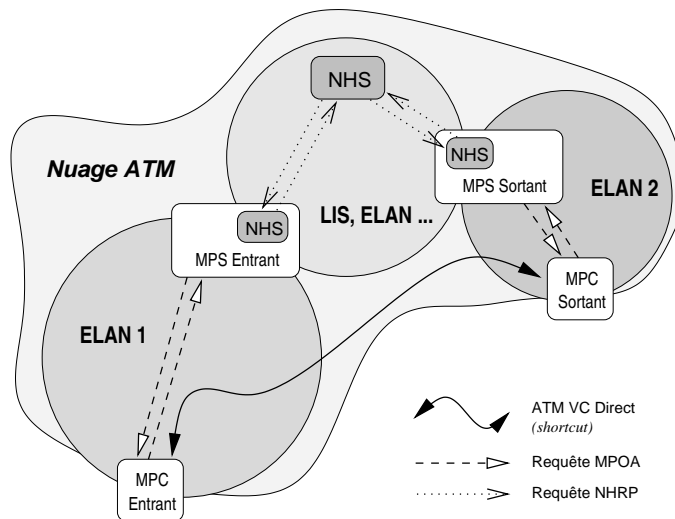 NHS
Nuage ATM
NHS
MPS Sortant
ELAN 2
LIS, ELAN ...
NHS
MPS Entrant
MPC
Sortant
ELAN 1
ATM VC Direct
(shortcut)
Requête MPOA
MPC
Entrant
Requête NHRP